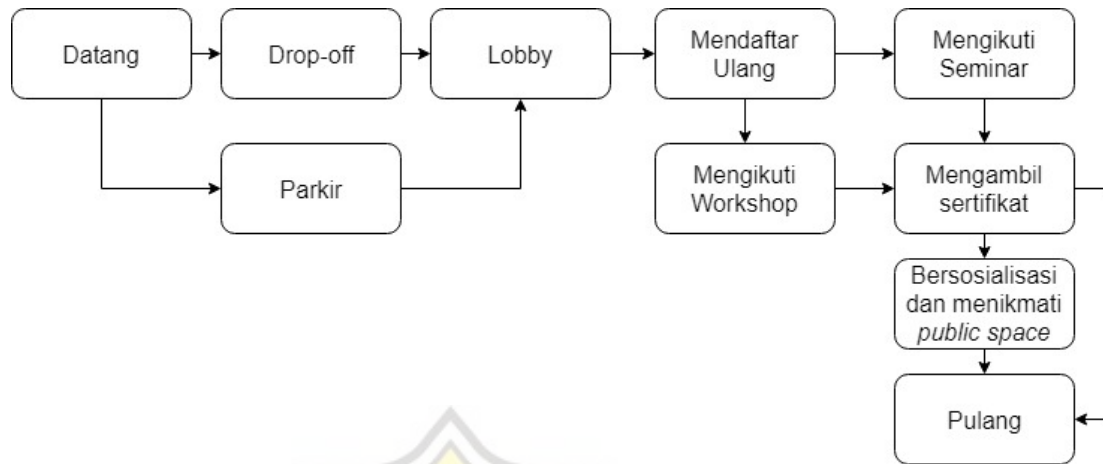 Datang
Drop-off
Lobby
Mendaftar
Ulang
Mengikuti
Seminar
Parkir
Mengikuti
Workshop
Mengambil
sertifikat
Bersosialisasi
dan menikmati
public space
Pulang